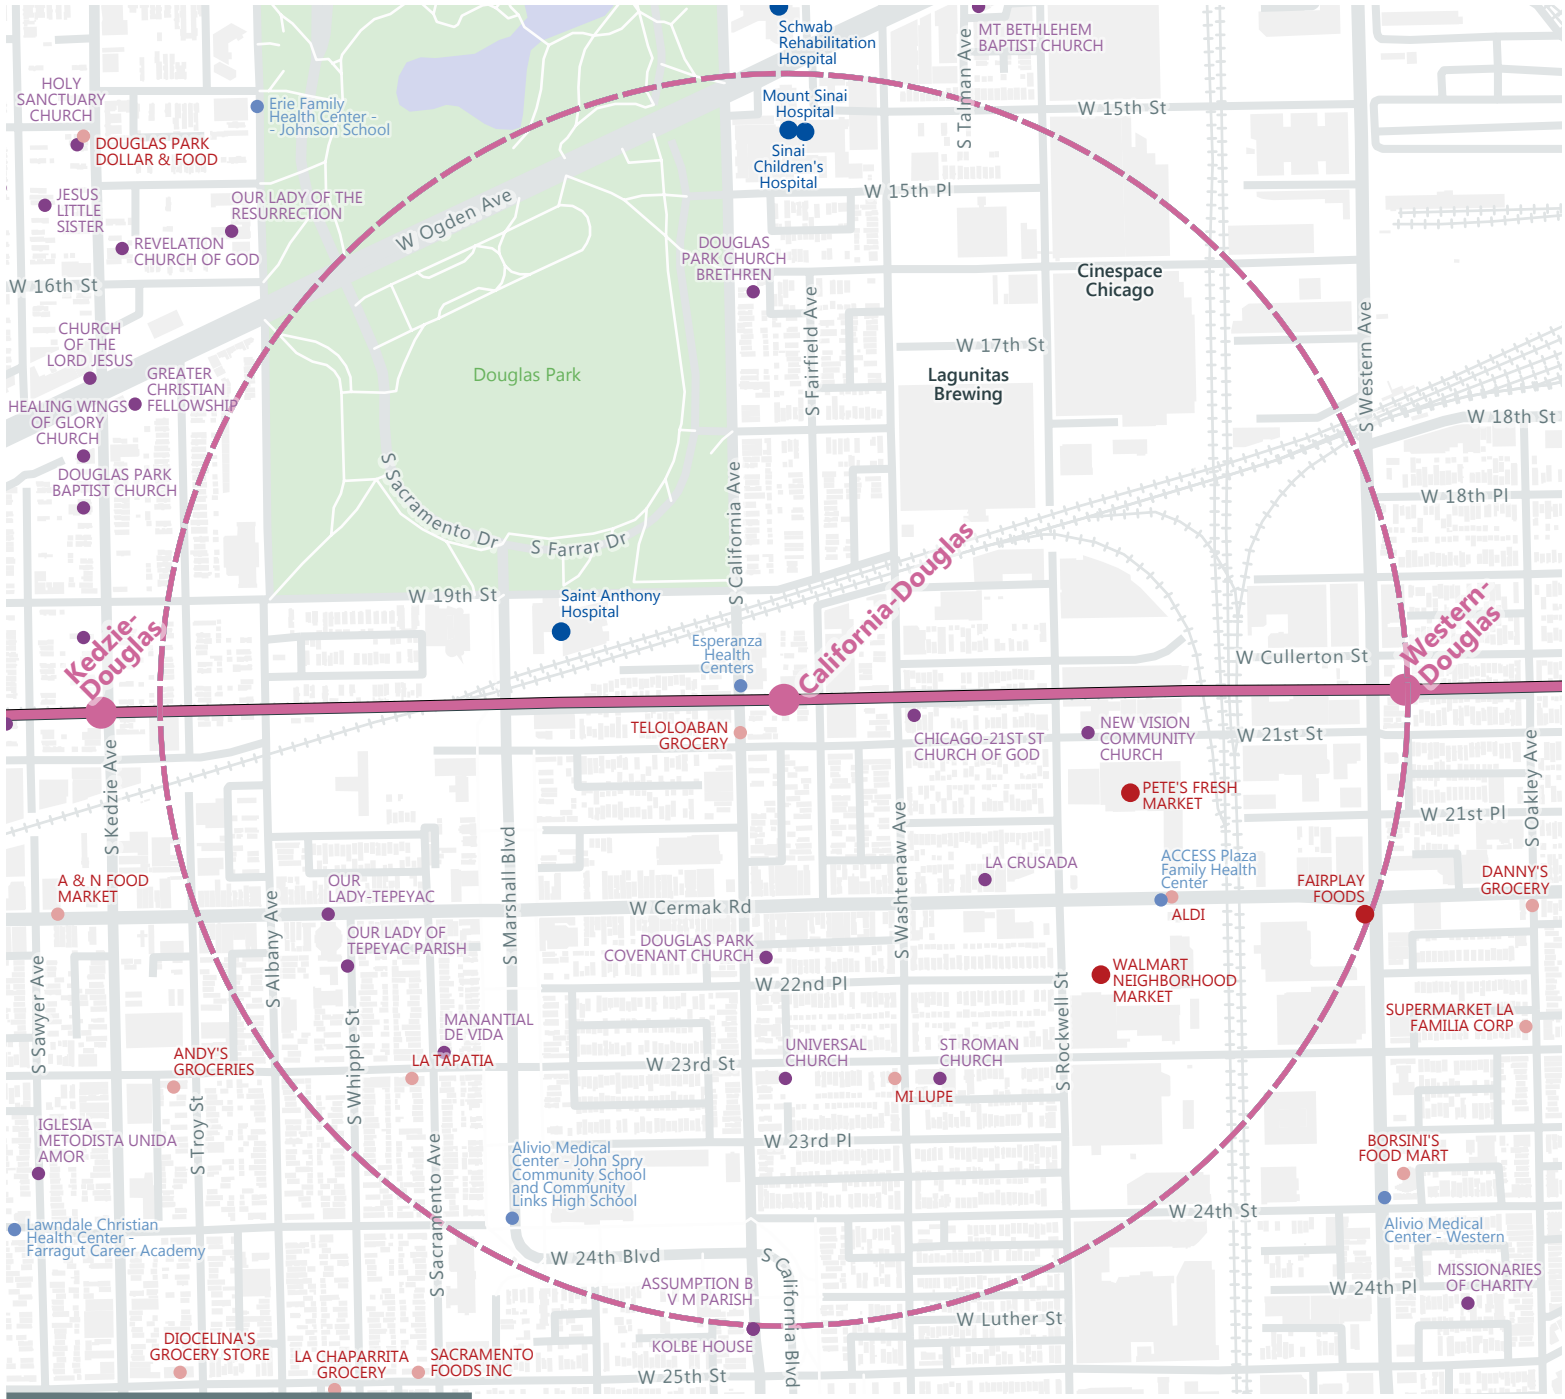 Schwab
Rehabilitation
Hospital
MT BETHLEHEM
BAPTIST CHURCH
S Talman Ave
HOLY
SANCTUARY
CHURCH
Erie Family
Health Center -
- Johnson School
Mount Sinai
Hospital
W 15th St
DOUGLAS PARK
DOLLAR & FOOD
Sinai
Children's
Hospital
W 15th Pl
JESUS
LITTLE
SISTER
OUR LADY OF THE
RESURRECTION
W Ogden Ave
REVELATION
CHURCH OF GOD
DOUGLAS
PARK CHURCH
BRETHREN
Cinespace
Chicago
W 16th St
S Fairfield Ave
S Western Ave
CHURCH
OF THE
LORD JESUS
W 17th St
GREATER
CHRISTIAN
FELLOWSHIP
Douglas Park
Lagunitas
Brewing
HEALING WINGS
OF GLORY
CHURCH
W 18th St
DOUGLAS PARK
BAPTIST CHURCH
S Sacramento Dr
S Farrar Dr
S California Ave
W 18th Pl
W 19th St
Saint Anthony
Hospital
California-Douglas
Kedzie-
Douglas
Western-
Douglas
Esperanza
Health
Centers
W Cullerton St
TELOLOABAN
GROCERY
CHICAGO-21ST ST
CHURCH OF GOD
NEW VISION
COMMUNITY
CHURCH
W 21st St
S Kedzie Ave
S Oakley Ave
PETE'S FRESH
MARKET
W 21st Pl
S Marshall Blvd
S Washtenaw Ave
LA CRUSADA
ACCESS Plaza
Family Health
Center
A & N FOOD
MARKET
OUR
LADY-TEPEYAC
FAIRPLAY
FOODS
DANNY'S
GROCERY
W Cermak Rd
ALDI
S Albany Ave
OUR LADY OF
TEPEYAC PARISH
DOUGLAS PARK
COVENANT CHURCH
S Sawyer Ave
W 22nd Pl
WALMART
NEIGHBORHOOD
MARKET
S Rockwell St
SUPERMARKET LA
FAMILIA CORP
S Whipple St
MANANTIAL
DE VIDA
ANDY'S
GROCERIES
LA TAPATIA
W 23rd St
UNIVERSAL
CHURCH
ST ROMAN
CHURCH
MI LUPE
S Troy St
IGLESIA
METODISTA UNIDA
AMOR
S Sacramento Ave
W 23rd Pl
Alivio Medical
Center - John Spry
Community School
and Community
Links High School
BORSINI'S
FOOD MART
Lawndale Christian
Health Center -
Farragut Career Academy
W 24th St
Alivio Medical
Center - Western
W 24th Blvd
S California Blvd
ASSUMPTION B
V M PARISH
W 24th Pl
MISSIONARIES
OF CHARITY
W Luther St
KOLBE HOUSE
DIOCELINA'S
GROCERY STORE
LA CHAPARRITA
GROCERY
SACRAMENTO
FOODS INC
W 25th St